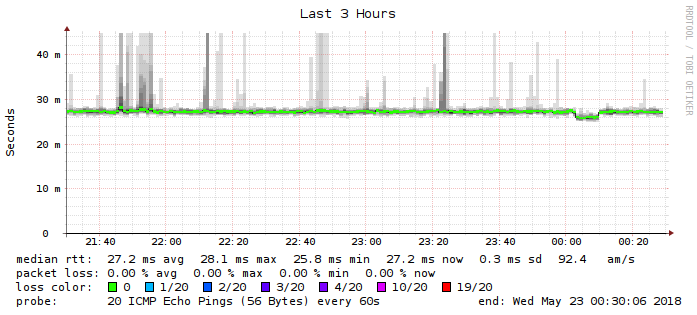 Last 3 Hours
RRDTOOL / TOBI OETIKER
Seconds
40 m
30 m
20 m
10 m
0
21:40 22:00 22:20 22:40 23:00 23:20 23:40 00:00 00:20
median rtt: 27.2 ms avg 28.1 ms max 25.8 ms min 27.2 ms now 0.3 ms sd 92.4 am/s
packet loss: 0.00 % avg 0.00 % max 0.00 % min 0.00 % now
loss color: 0 1/20 2/20 3/20 4/20 10/20 19/20
probe: 20 ICMP Echo Pings (56 Bytes) every 60s end: Wed May 23 00:30:06 2018